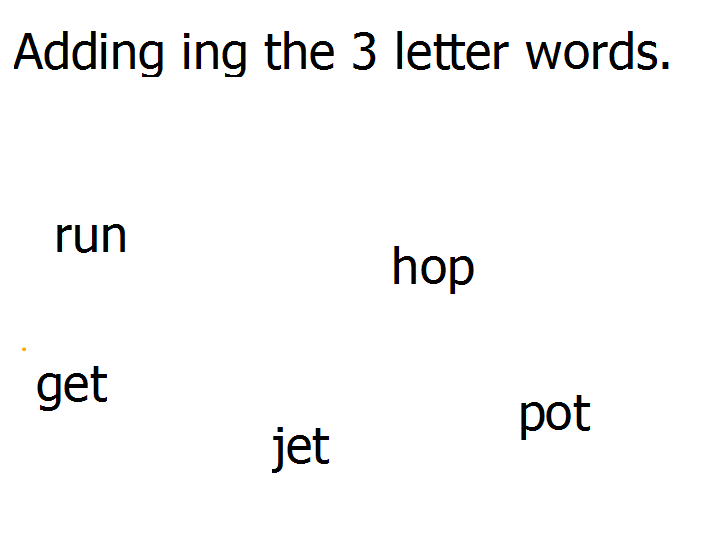 Adding ing the 3 letter words.
run
hop
get
pot
jet